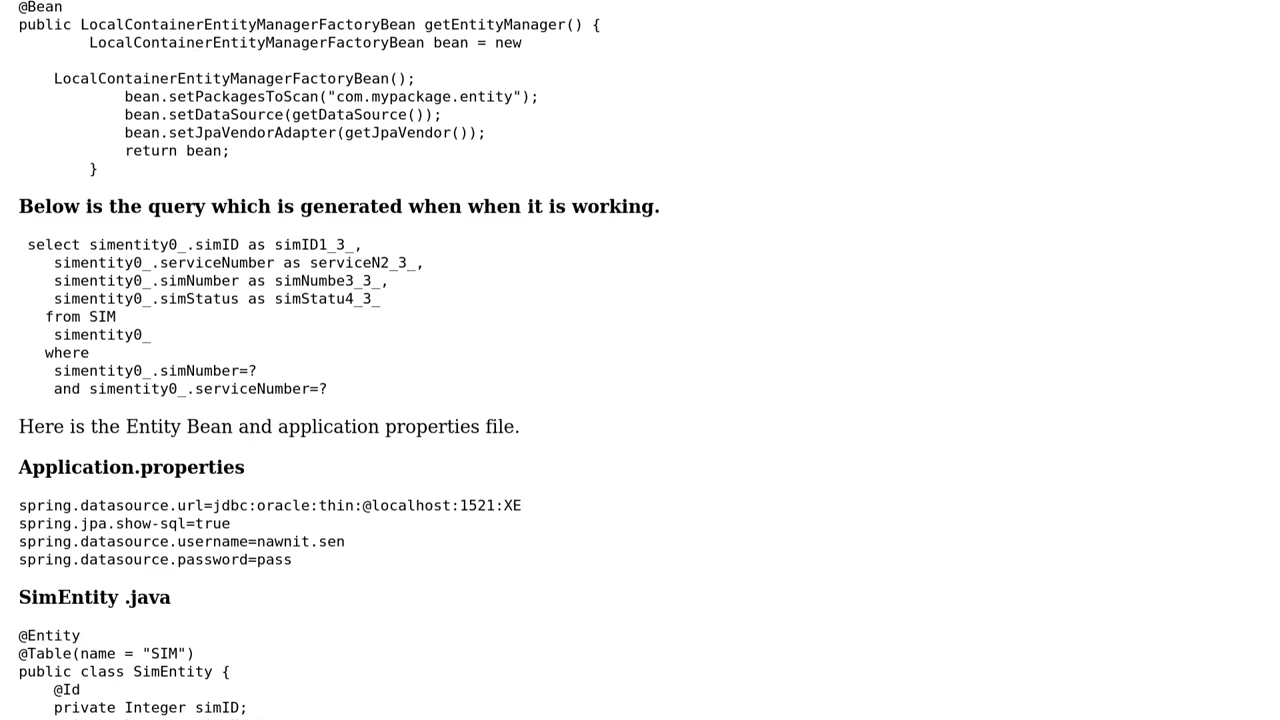 @Bean
public LocalContainerEntityManagerFactoryBean getEntityManager() {
LocalContainerEntityManagerFactoryBean bean = new
LocalContainerEntityManagerFactoryBean();
bean.setPackagesToScan("com.mypackage.entity");
bean.setDataSource(getDataSource());
bean.setJpaVendorAdapter(getJpaVendor());
return bean;
}
Below is the query which is generated when when it is working.
select simentity0_.simID as simID1_3_,
simentity0_.serviceNumber as serviceN2_3_,
simentity0_.simNumber as simNumbe3_3_,
simentity0_.simStatus as simStatu4_3_
from SIM
simentity0_
where
simentity0_.simNumber=?
and simentity0_.serviceNumber=?
Here is the Entity Bean and application properties file.
Application.properties
spring.datasource.url=jdbc:oracle:thin:@localhost:1521:XE
spring.jpa.show-sql=true
spring.datasource.username=nawnit.sen
spring.datasource.password=pass
SimEntity .java
@Entity
@Table(name = "SIM")
public class SimEntity {
@Id
private Integer simID;